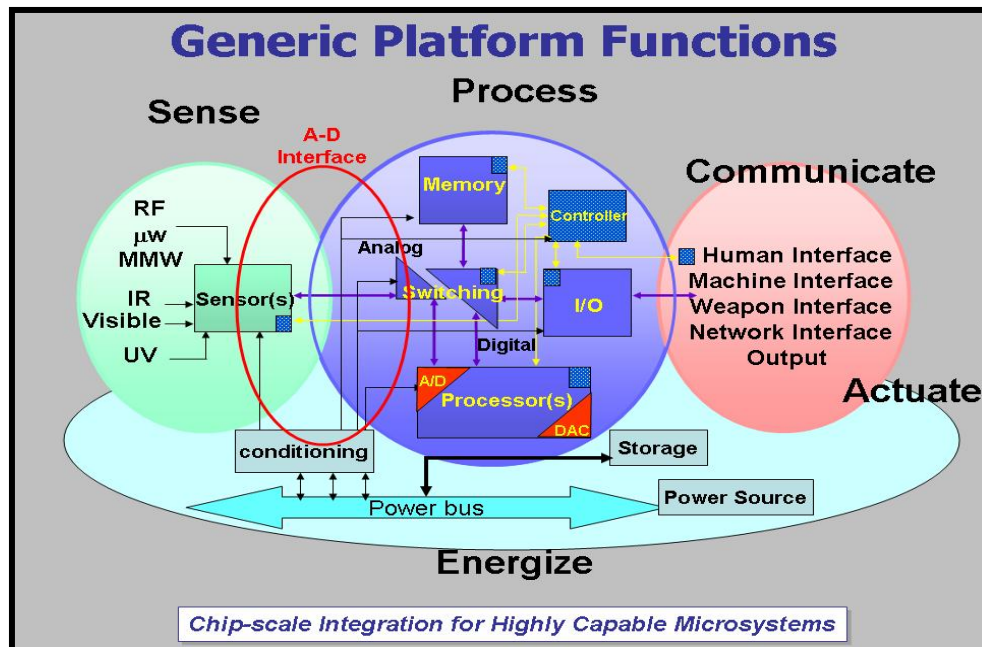 Generic Platform Functions
Process
Sense
A-D
Interface
Communicate
Memory
Controller
RF
μw
MMW
Analog
Human Interface
Machine Interface
Weapon Interface
Network Interface
Output
IR
Visible
UV
Sensor(s)
Switching
I/O
Digital
A/D
Processor(s)
DAC
Actuate
conditioning
Storage
Power bus
Power Source
Energize
Chip-scale Integration for Highly Capable Microsystems